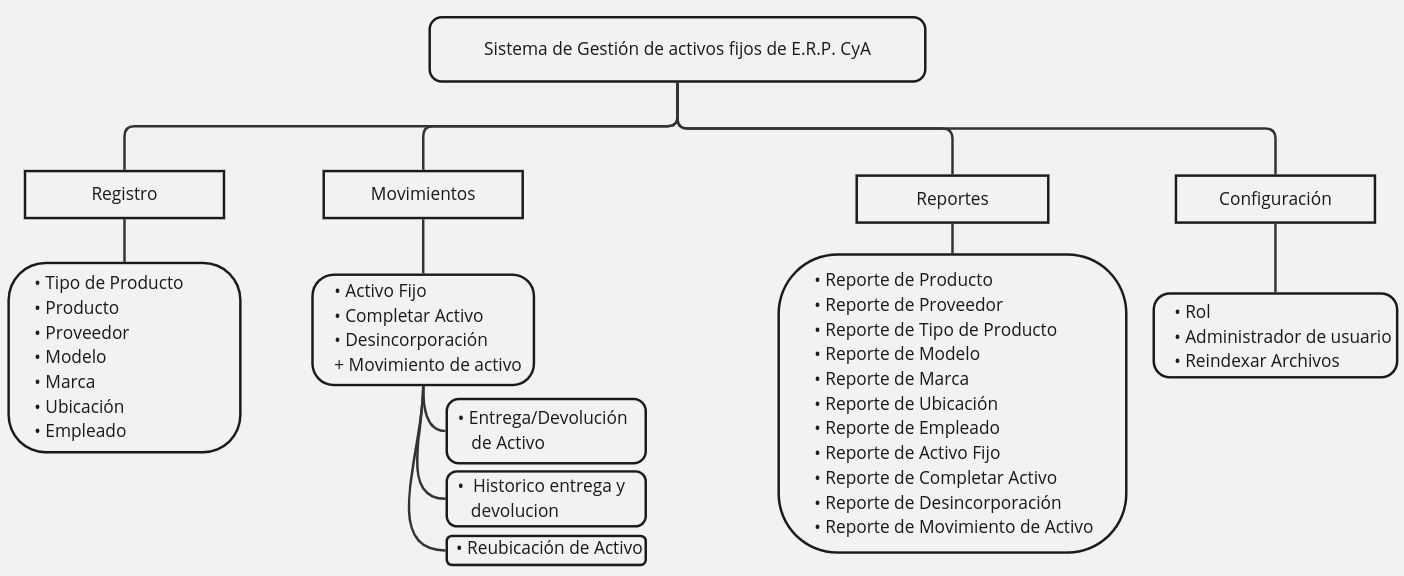 Sistema de Gestión de activos fijos de E.R.P. CyA
Registro
• Tipo de Producto
• Producto
• Proveedor
• Modelo
• Marca
• Ubicación
• Empleado
Movimientos
• Activo Fijo
• Completar Activo
• Desincorporación
+ Movimiento de activo
• Entrega/Devolución
de Activo
• Historico entrega y
devolucion
• Reubicación de Activo
Reportes
• Reporte de Producto
• Reporte de Proveedor
• Reporte de Tipo de Producto
• Reporte de Modelo
• Reporte de Marca
• Reporte de Ubicación
• Reporte de Empleado
• Reporte de Activo Fijo
• Reporte de Completar Activo
• Reporte de Desincorporación
• Reporte de Movimiento de Activo
Configuración
• Rol
• Administrador de usuario
• Reindexar Archivos